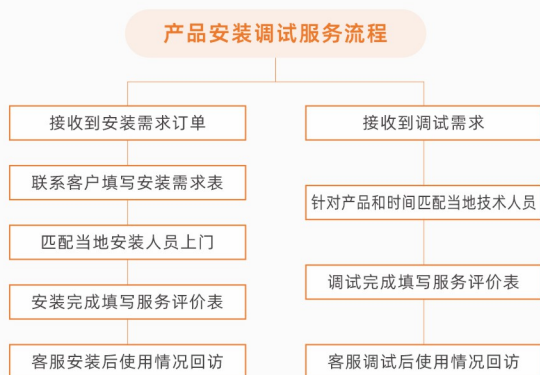 产品安装调试服务流程
接收到安装需求订单
联系客户填写安装需求表
匹配当地安装人员上门
安装完成填写服务评价表
客服安装后使用情况回访
接收到调试需求
针对产品和时间匹配当地技术人员
调试完成填写服务评价表
客服调试后使用情况回访